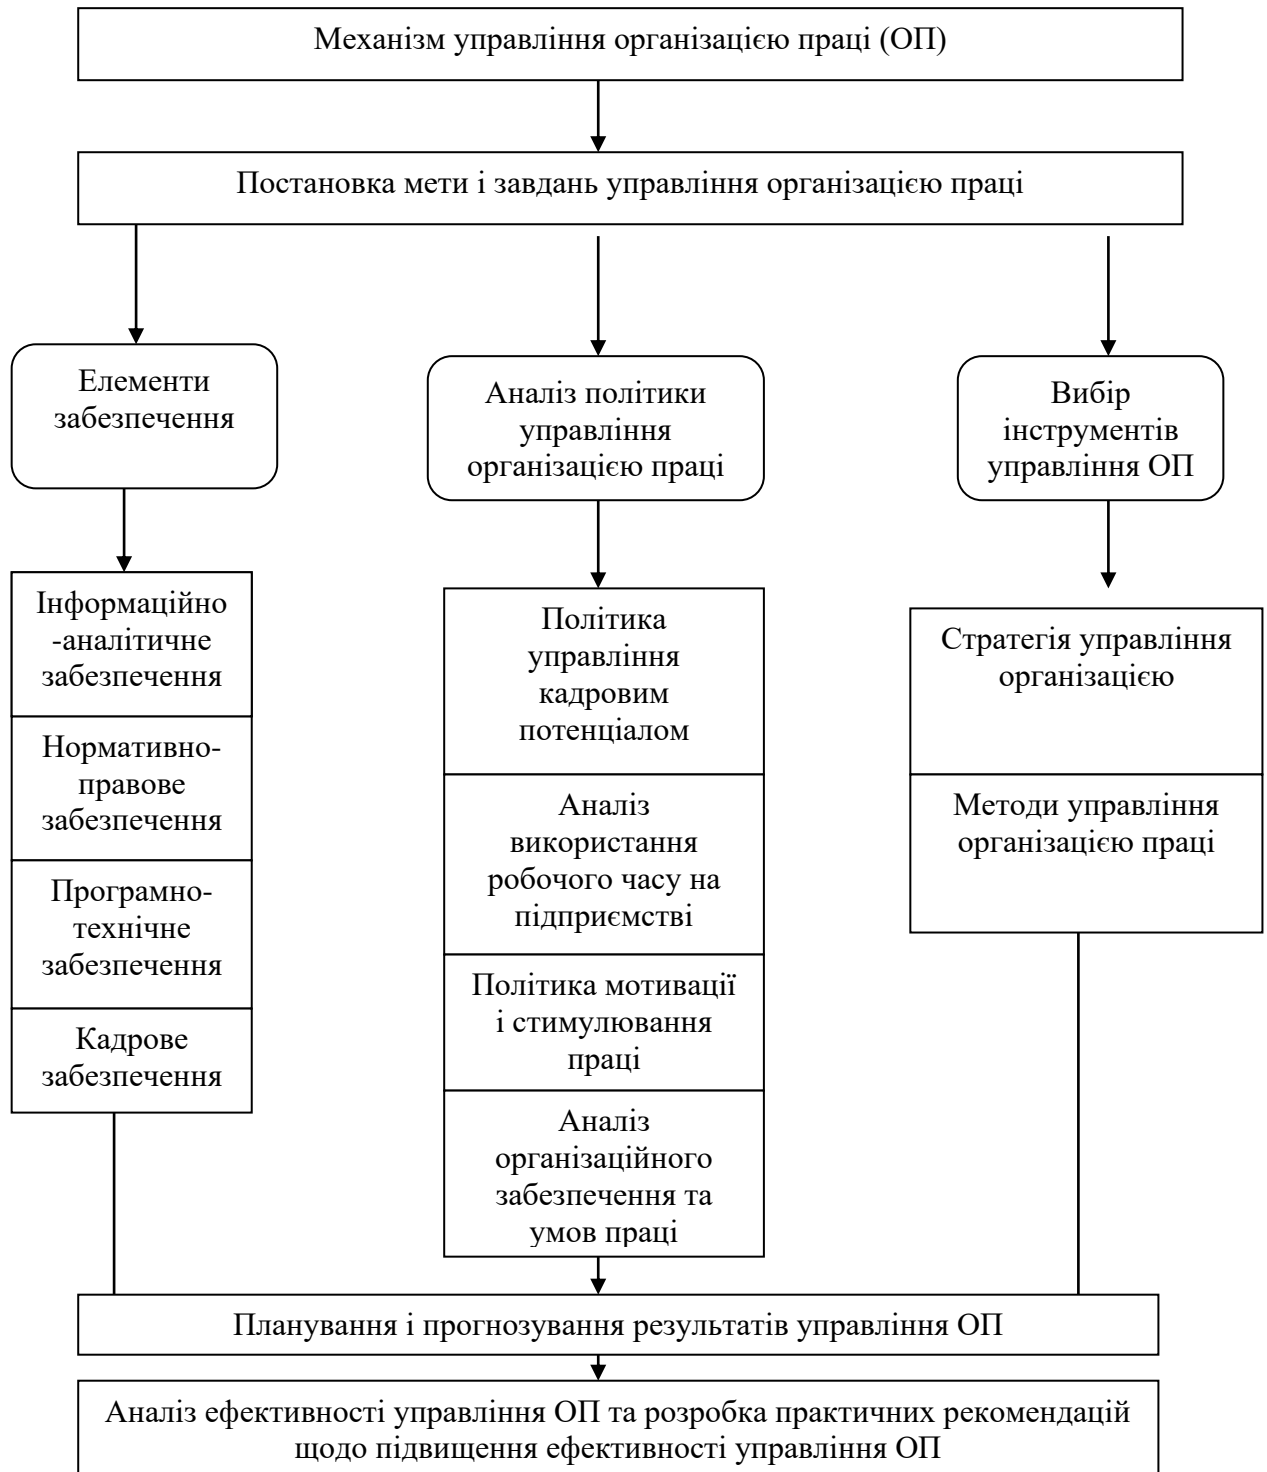 Механізм управління організацією праці (ОП)
Постановка мети і завдань управління організацією праці
Елементи
забезпечення
Аналіз політики
управління
організацією праці
Вибір
інструментів
управління ОП
Інформаційно
-аналітичне
забезпечення
Нормативно-
правове
забезпечення
Програмно-
технічне
забезпечення
Кадрове
забезпечення
Політика
управління
кадровим
потенціалом
Аналіз
використання
робочого часу на
підприємстві
Політика мотивації
і стимулювання
праці
Аналіз
організаційного
забезпечення та
умов праці
Стратегія управління
організацією
Методи управління
організацією праці
Планування і прогнозування результатів управління ОП
Аналіз ефективності управління ОП та розробка практичних рекомендацій
щодо підвищення ефективності управління ОП